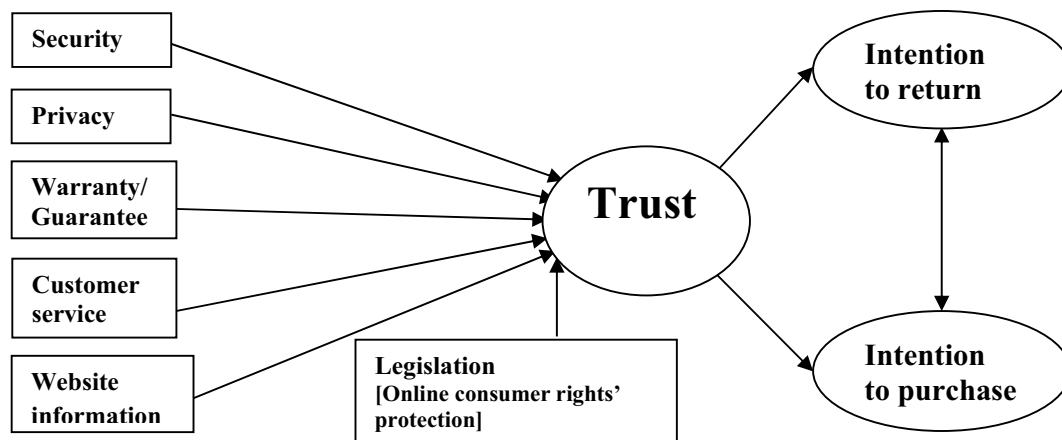 Security
Privacy
Warranty/
Guarantee
Customer
service
Website
information
Legislation
[Online consumer rights’
protection]
Trust
Intention
to return
Intention
to purchase